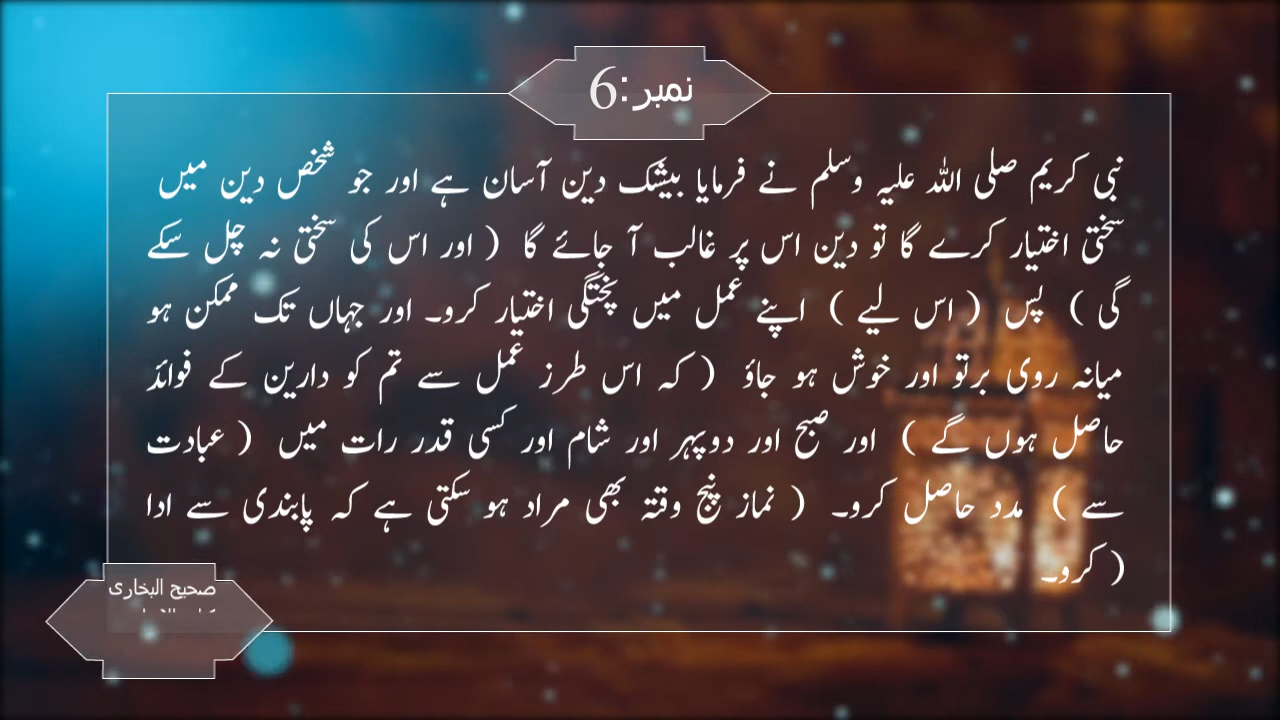 نمبر:6
نبی کریم صلی اللہ علیہ وسلم نے فرمایا بیشک دین آسان ہے اور جو شخص دین میں
سختی اختیار کرے گا تو دین اس پر غالب آ جائے گا ( اور اس کی سختی نہ چل سکے
گی ) پس ( اس لیے ) اپنے عمل میں پختگی اختیار کرو۔ اور جہاں تک ممکن ہو
میانہ روی برتو اور خوش ہو جاؤ ( کہ اس طرز عمل سے تم کو دارین کے فوائد
حاصل ہوں گے ) اور صبح اور دوپہر اور شام اور کسی قدر رات میں ( عبادت
سے ) مدد حاصل کرو۔ ( نماز پنج وقتہ بھی مراد ہو سکتی ہے کہ پابندی سے ادا
( کرو۔
صحیح البخاری